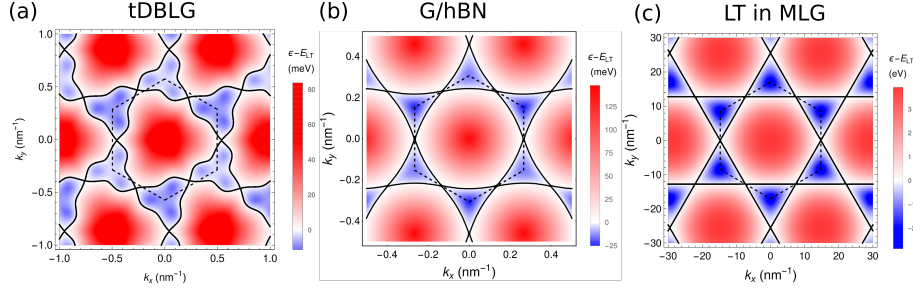 (a) tDBLG
ε−E_LT
(meV)
80
60
40
20
0
1.0
0.5
0.0
-0.5
-1.0
k_y (nm⁻¹)
-1.0 -0.5 0.0 0.5 1.0
k_x (nm⁻¹)
(b) G/hBN
ε−E_LT
(meV)
125
100
75
50
25
0
-25
0.4
0.2
0.0
-0.2
-0.4
k_y (nm⁻¹)
-0.4 -0.2 0.0 0.2 0.4
k_x (nm⁻¹)
(c) LT in MLG
ε−E_LT
(eV)
30
20
10
0
-10
-20
-30
k_y (nm⁻¹)
-30 -20 -10 0 10 20 30
k_x (nm⁻¹)